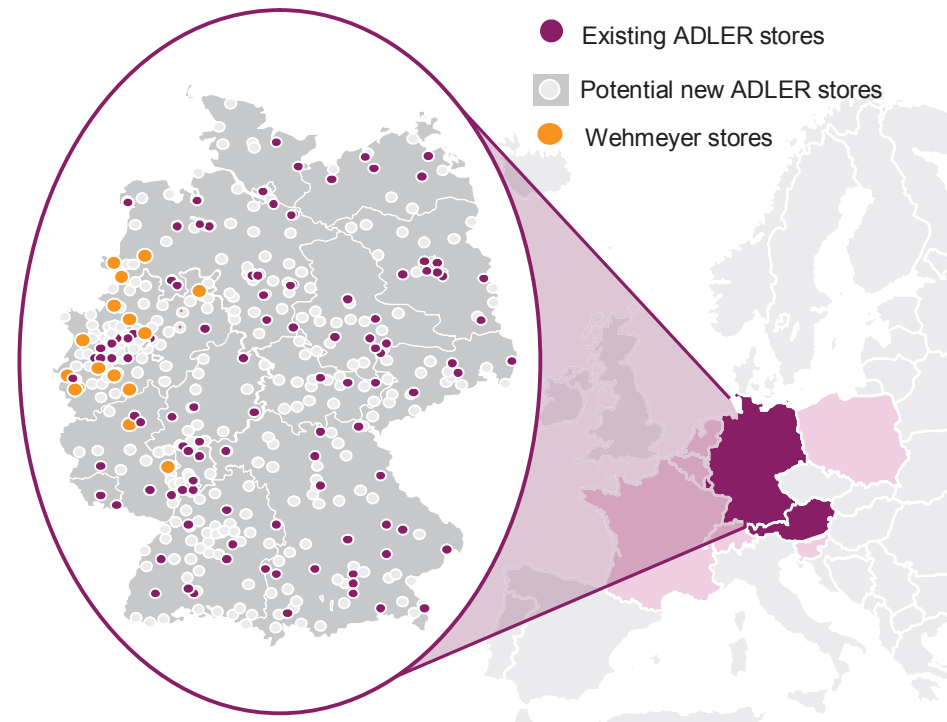 Existing ADLER stores
Potential new ADLER stores
Wehmeyer stores